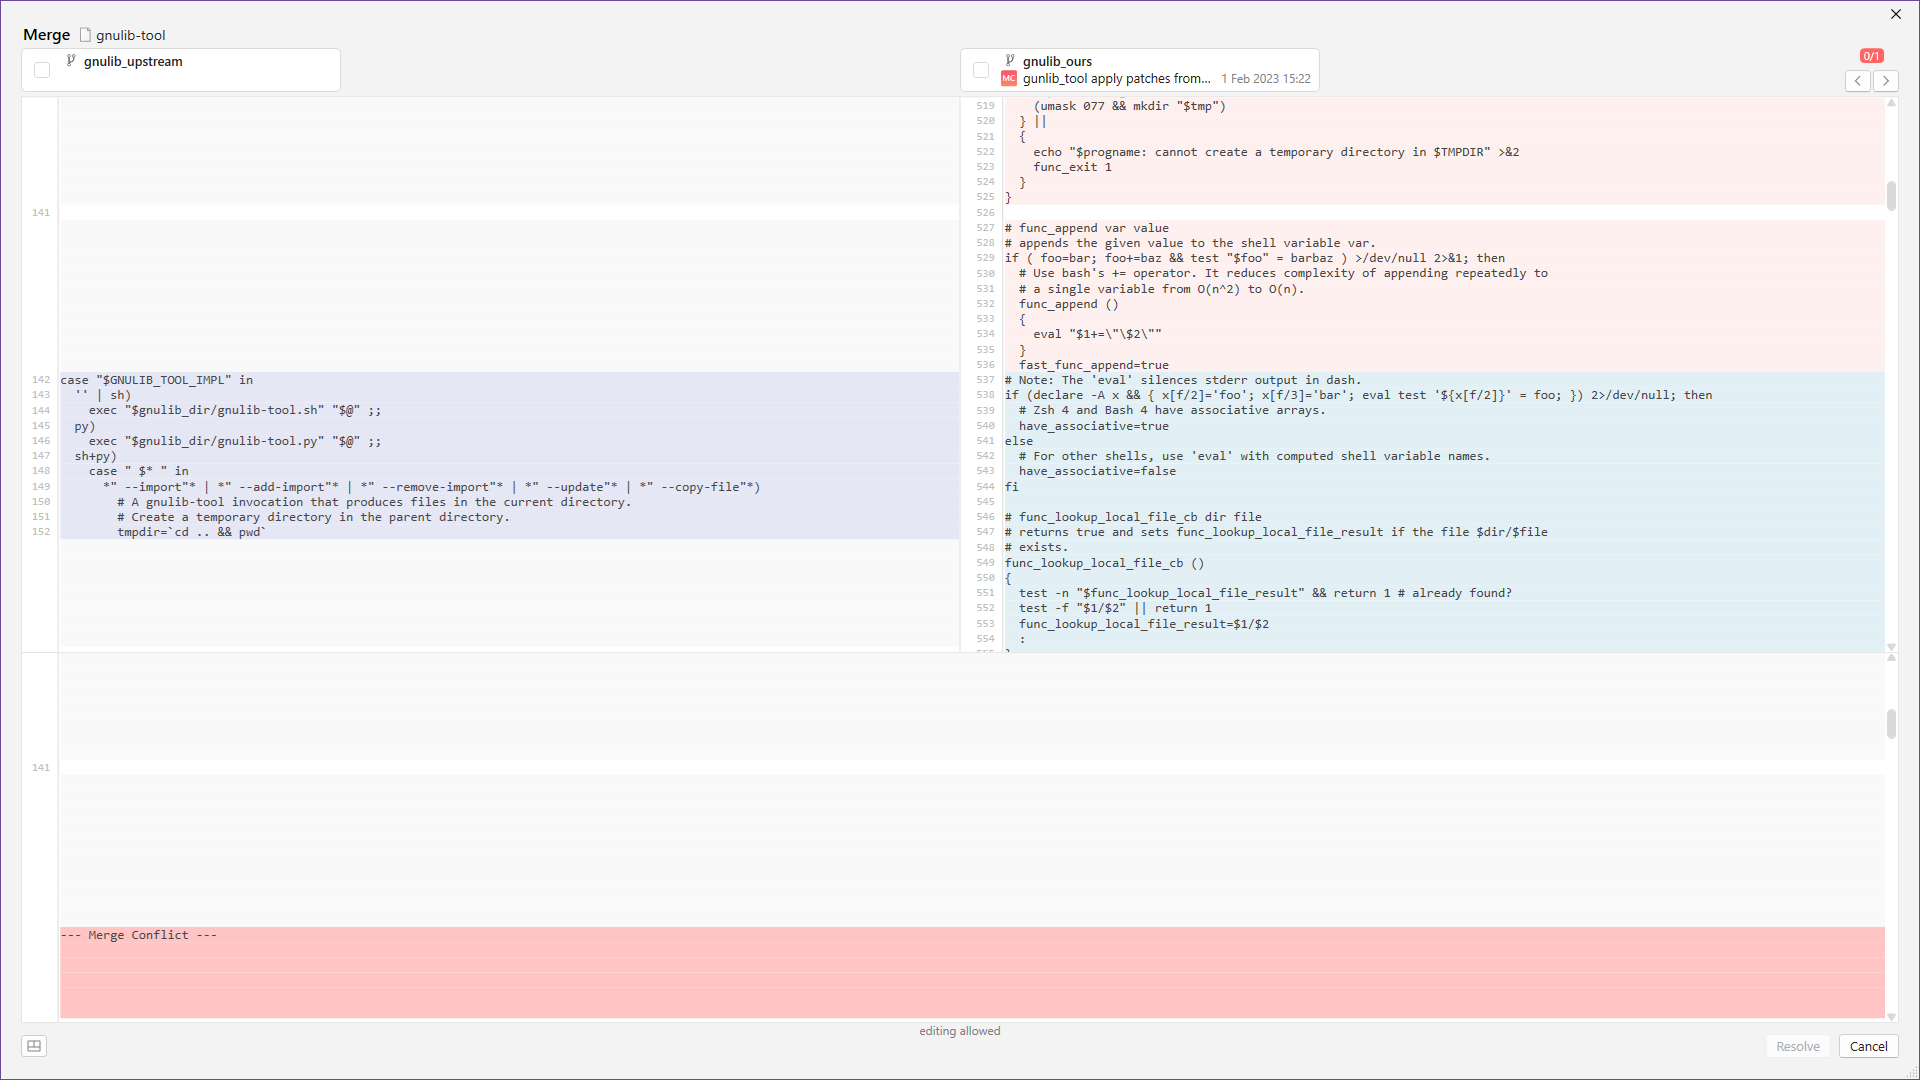 Merge gnulib-tool
gnulib_upstream
gnulib_ours
MC gunlib_tool apply patches from... 1 Feb 2023 15:22
0/1
141
142 case "$GNULIB_TOOL_IMPL" in
143   '' | sh)
144     exec "$gnulib_dir/gnulib-tool.sh" "$@" ;;
145   py)
146     exec "$gnulib_dir/gnulib-tool.py" "$@" ;;
147   sh+py)
148     case " $* " in
149       *" --import"* | *" --add-import"* | *" --remove-import"* | *" --update"* | *" --copy-file"*)
150         # A gnulib-tool invocation that produces files in the current directory.
151         # Create a temporary directory in the parent directory.
152         tmpdir=`cd .. && pwd`
519     (umask 077 && mkdir "$tmp")
520   } ||
521   {
522     echo "$progname: cannot create a temporary directory in $TMPDIR" >&2
523     func_exit 1
524   }
525 }
526
527 # func_append var value
528 # appends the given value to the shell variable var.
529 if ( foo=bar; foo+=baz && test "$foo" = barbaz ) >/dev/null 2>&1; then
530   # Use bash's += operator. It reduces complexity of appending repeatedly to
531   # a single variable from O(n^2) to O(n).
532   func_append ()
533   {
534     eval "$1+=\"\$2\""
535   }
536   fast_func_append=true
537 # Note: The 'eval' silences stderr output in dash.
538 if (declare -A x && { x[f/2]='foo'; x[f/3]='bar'; eval test '${x[f/2]}' = foo; }) 2>/dev/null; then
539   # Zsh 4 and Bash 4 have associative arrays.
540   have_associative=true
541 else
542   # For other shells, use 'eval' with computed shell variable names.
543   have_associative=false
544 fi
545
546 # func_lookup_local_file_cb dir file
547 # returns true and sets func_lookup_local_file_result if the file $dir/$file
548 # exists.
549 func_lookup_local_file_cb ()
550 {
551   test -n "$func_lookup_local_file_result" && return 1 # already found?
552   test -f "$1/$2" || return 1
553   func_lookup_local_file_result=$1/$2
554   :
141
--- Merge Conflict ---
editing allowed
Resolve
Cancel